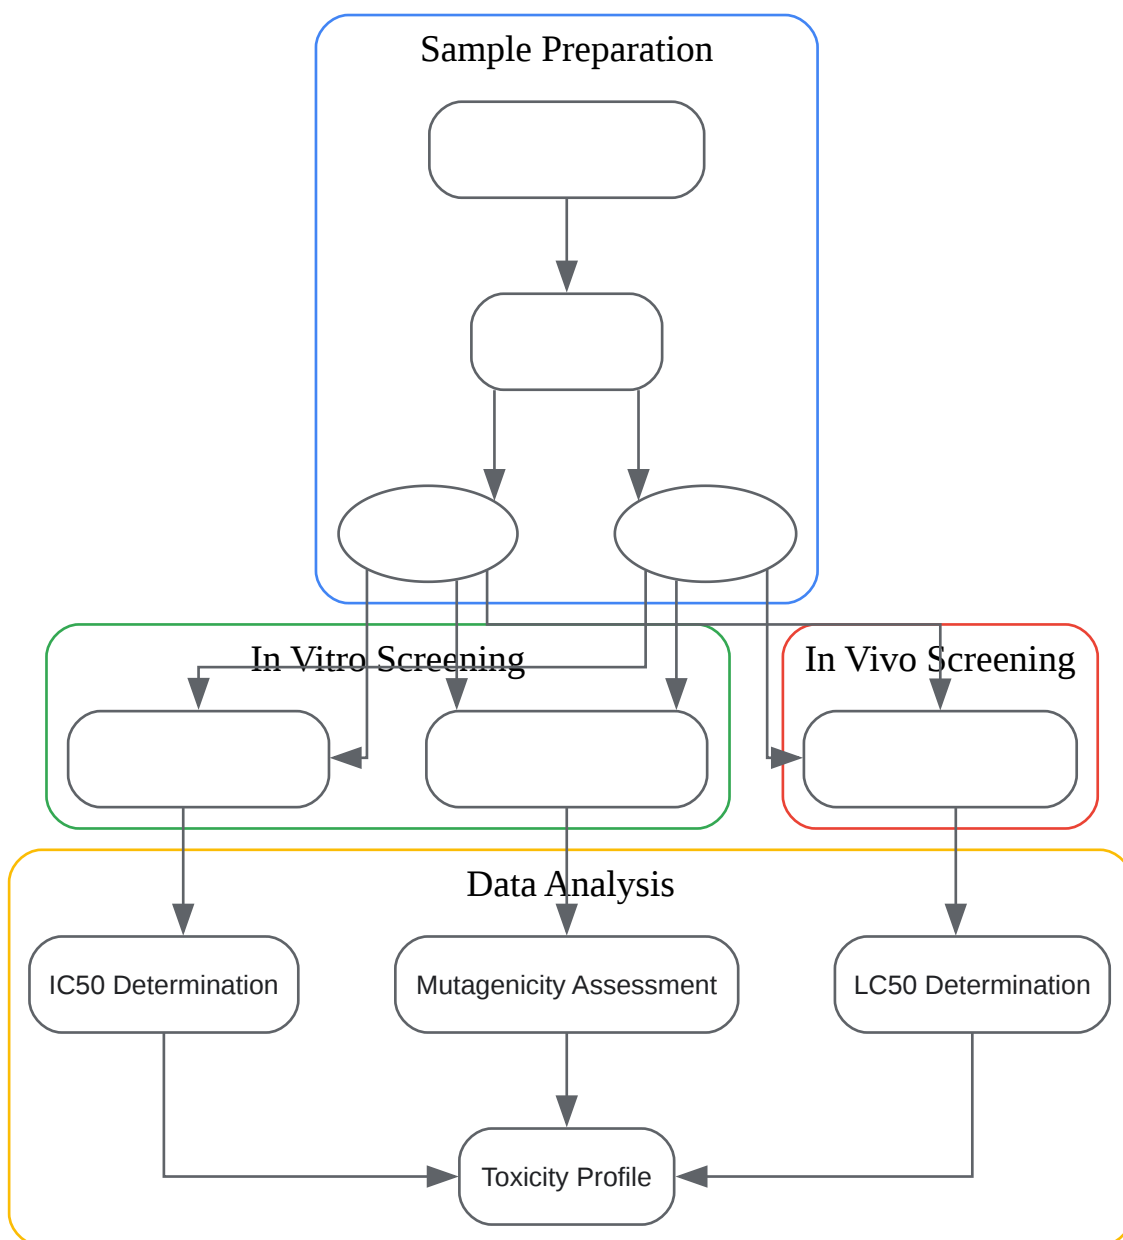 Sample Preparation
In Vitro Screening
In Vivo Screening
Data Analysis
IC50 Determination
Mutagenicity Assessment
LC50 Determination
Toxicity Profile